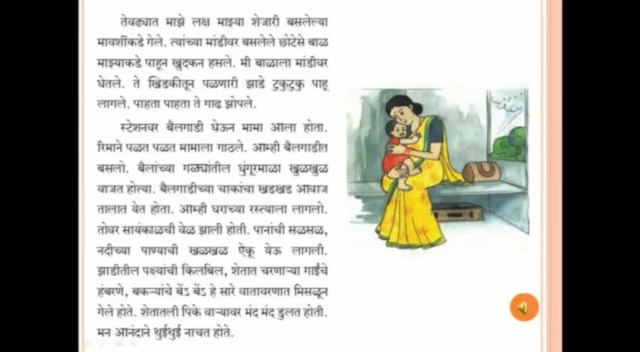 तेवढ्यात माझे लक्ष माझ्या शेजारी बसलेल्या
मावशींकडे गेले. त्यांच्या मांडीवर बसलेले छोटेसे बाळ
माझ्याकडे पाहून खुदकन हसले. मी बाळाला मांडीवर
घेतले. ते खिडकीतून पळणारी झाडे टुकुटुकु पाहू
लागले. पाहता पाहता ते गाढ झोपले.
स्टेशनवर बैलगाडी घेऊन मामा आला होता.
रिमाने पळत पळत मामाला गाठले. आम्ही बैलगाडीत
बसलो. बैलांच्या गळ्यांतील घुंगूरमाळा खुळखुळ
वाजत होत्या. बैलगाडीच्या चाकांचा खडखड आवाज
तालात येत होता. आम्ही घराच्या रस्त्याला लागलो.
तोवर सायंकाळची वेळ झाली होती. पानांची सळसळ,
नदीच्या पाण्याची खळखळ ऐकू येऊ लागली.
झाडीतील पक्ष्यांची किलबिल, शेतात चरणाऱ्या गाईंचे
हंबरणे, बकऱ्यांचे बेंऽ बेंऽ हे सारे वातावरणात मिसळून
गेले होते. शेतातली पिके वाऱ्यावर मंद मंद डुलत होती.
मन आनंदाने थुईथुई नाचत होते.